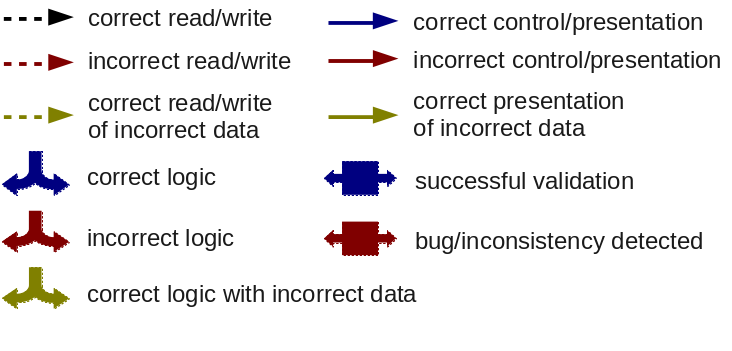 correct read/write
incorrect read/write
correct read/write
of incorrect data
correct logic
incorrect logic
correct logic with incorrect data
correct control/presentation
incorrect control/presentation
correct presentation
of incorrect data
successful validation
bug/inconsistency detected